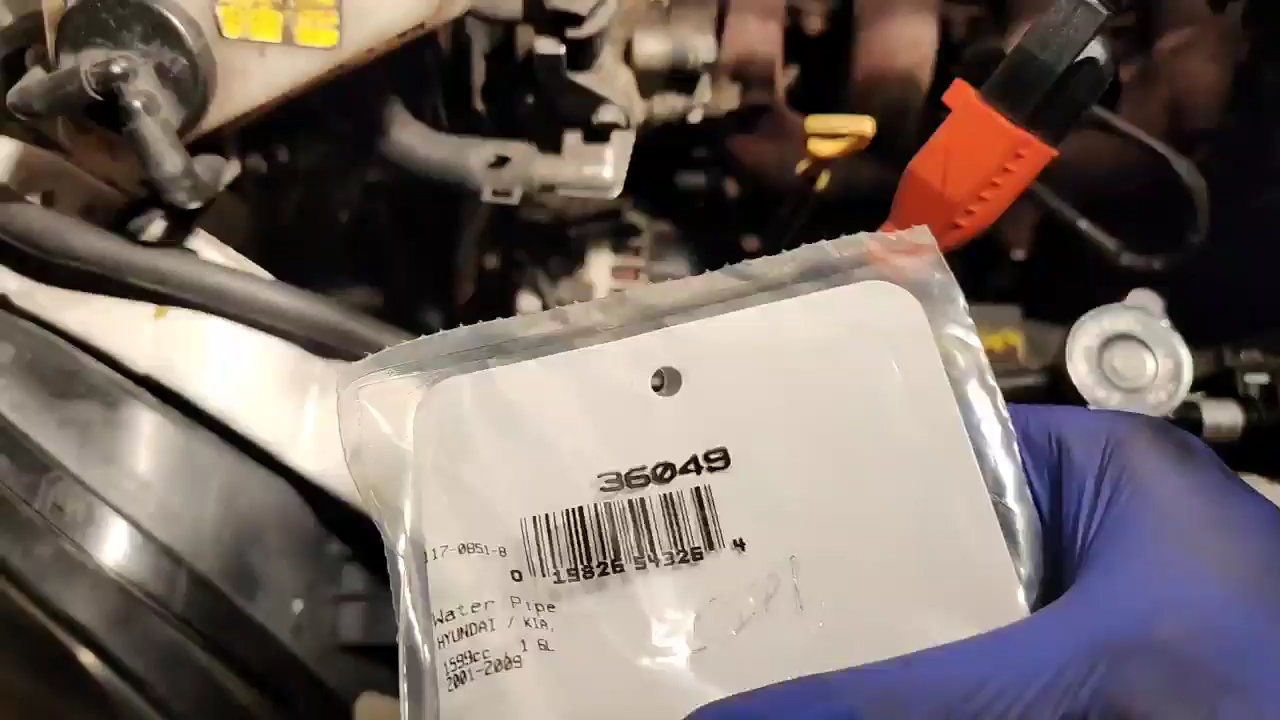 36049
117-0851-8
0 19826 54326 4
Water Pipe
HYUNDAI / KIA,
1599cc, 1 6L
2001-2009